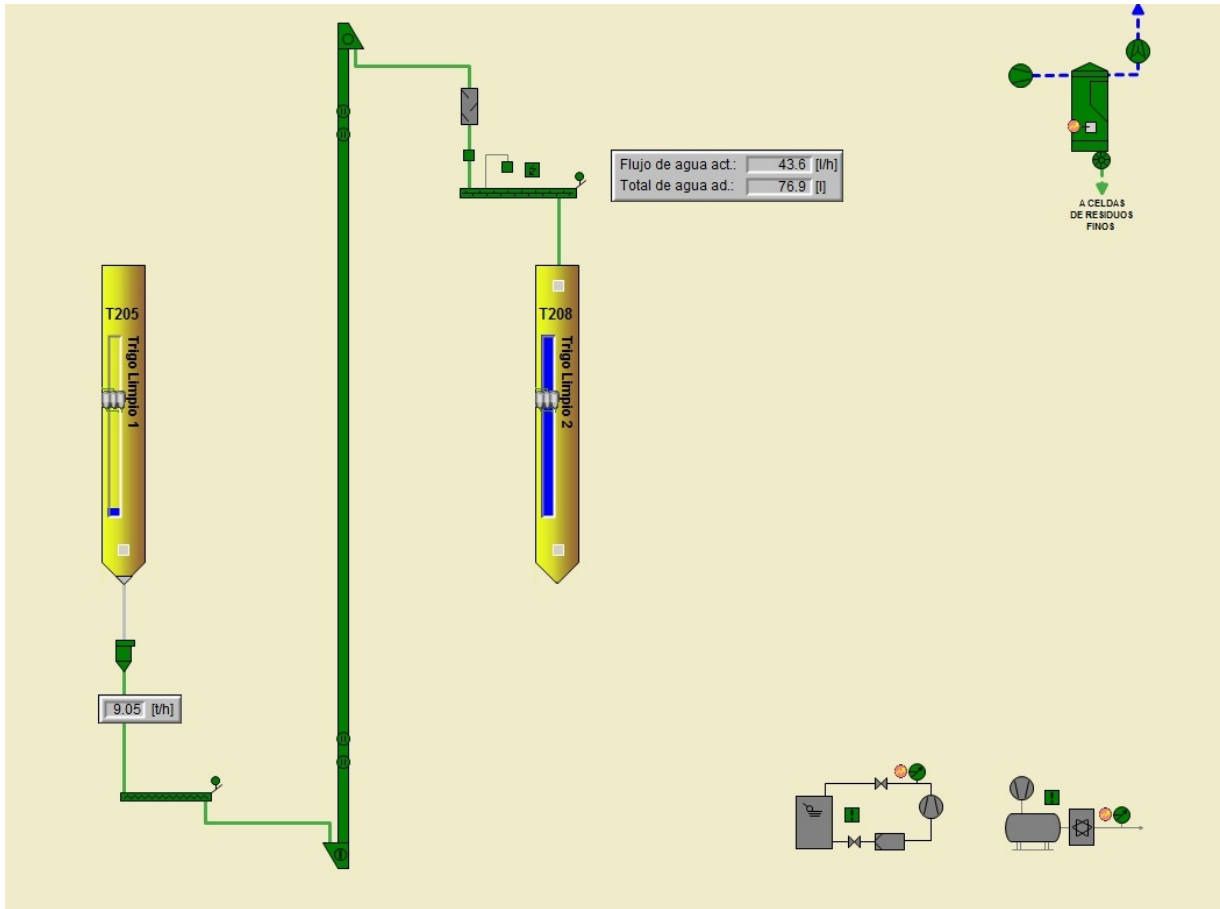 Flujo de agua act.: 43.6 [l/h]
Total de agua ad.: 76.9 [l]
A CELDAS
DE RESIDUOS
FINOS
T205
Trigo Limpio 1
T208
Trigo Limpio 2
9.05 [t/h]